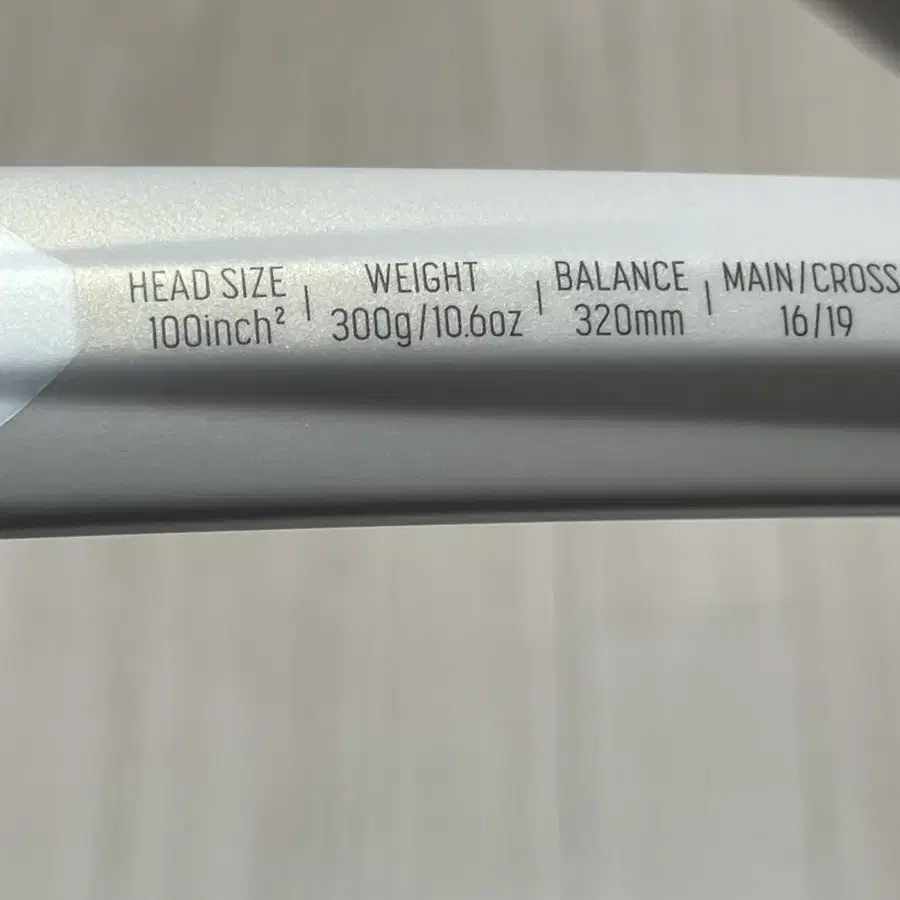 HEAD SIZE | WEIGHT | BALANCE | MAIN/CROSS
100inch² | 300g/10.6oz | 320mm | 16/19